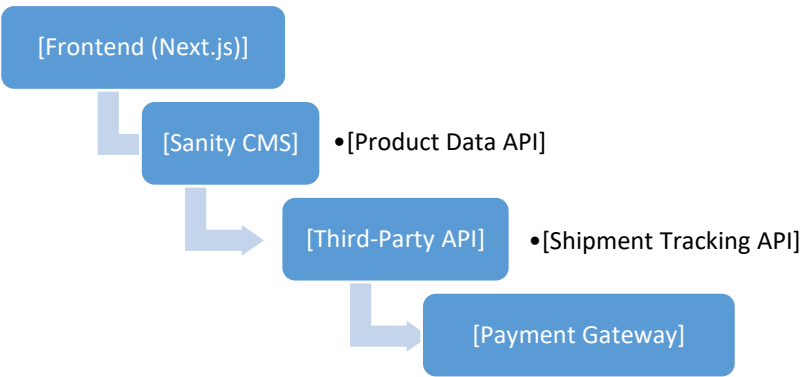 [Frontend (Next.js)]
[Sanity CMS] •[Product Data API]
[Third-Party API] •[Shipment Tracking API]
[Payment Gateway]